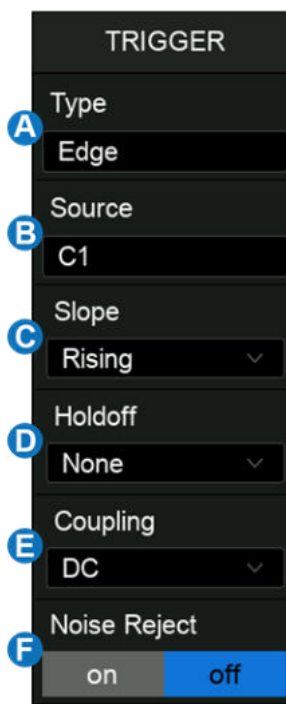 TRIGGER
A
Type
Edge
B
Source
C1
C
Slope
Rising
D
Holdoff
None
E
Coupling
DC
F
Noise Reject
on off